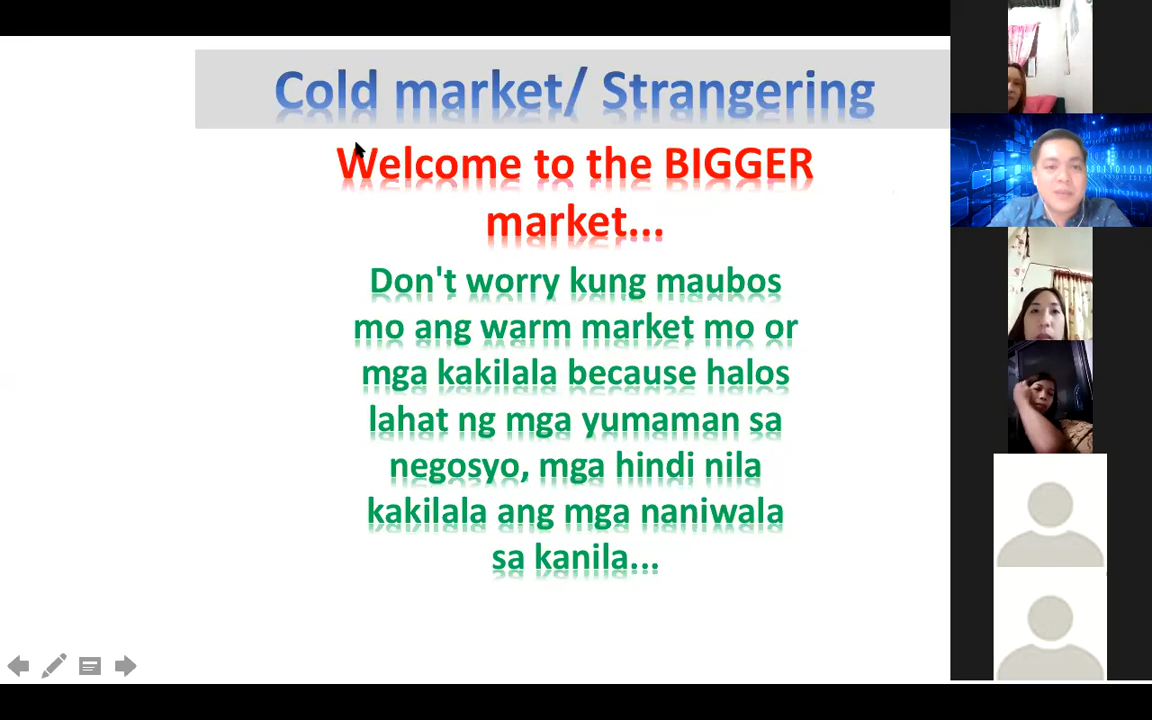 Cold market/ Strangering
Welcome to the BIGGER
market...
Don't worry kung maubos
mo ang warm market mo or
mga kakilala because halos
lahat ng mga yumaman sa
negosyo, mga hindi nila
kakilala ang mga naniwala
sa kanila...